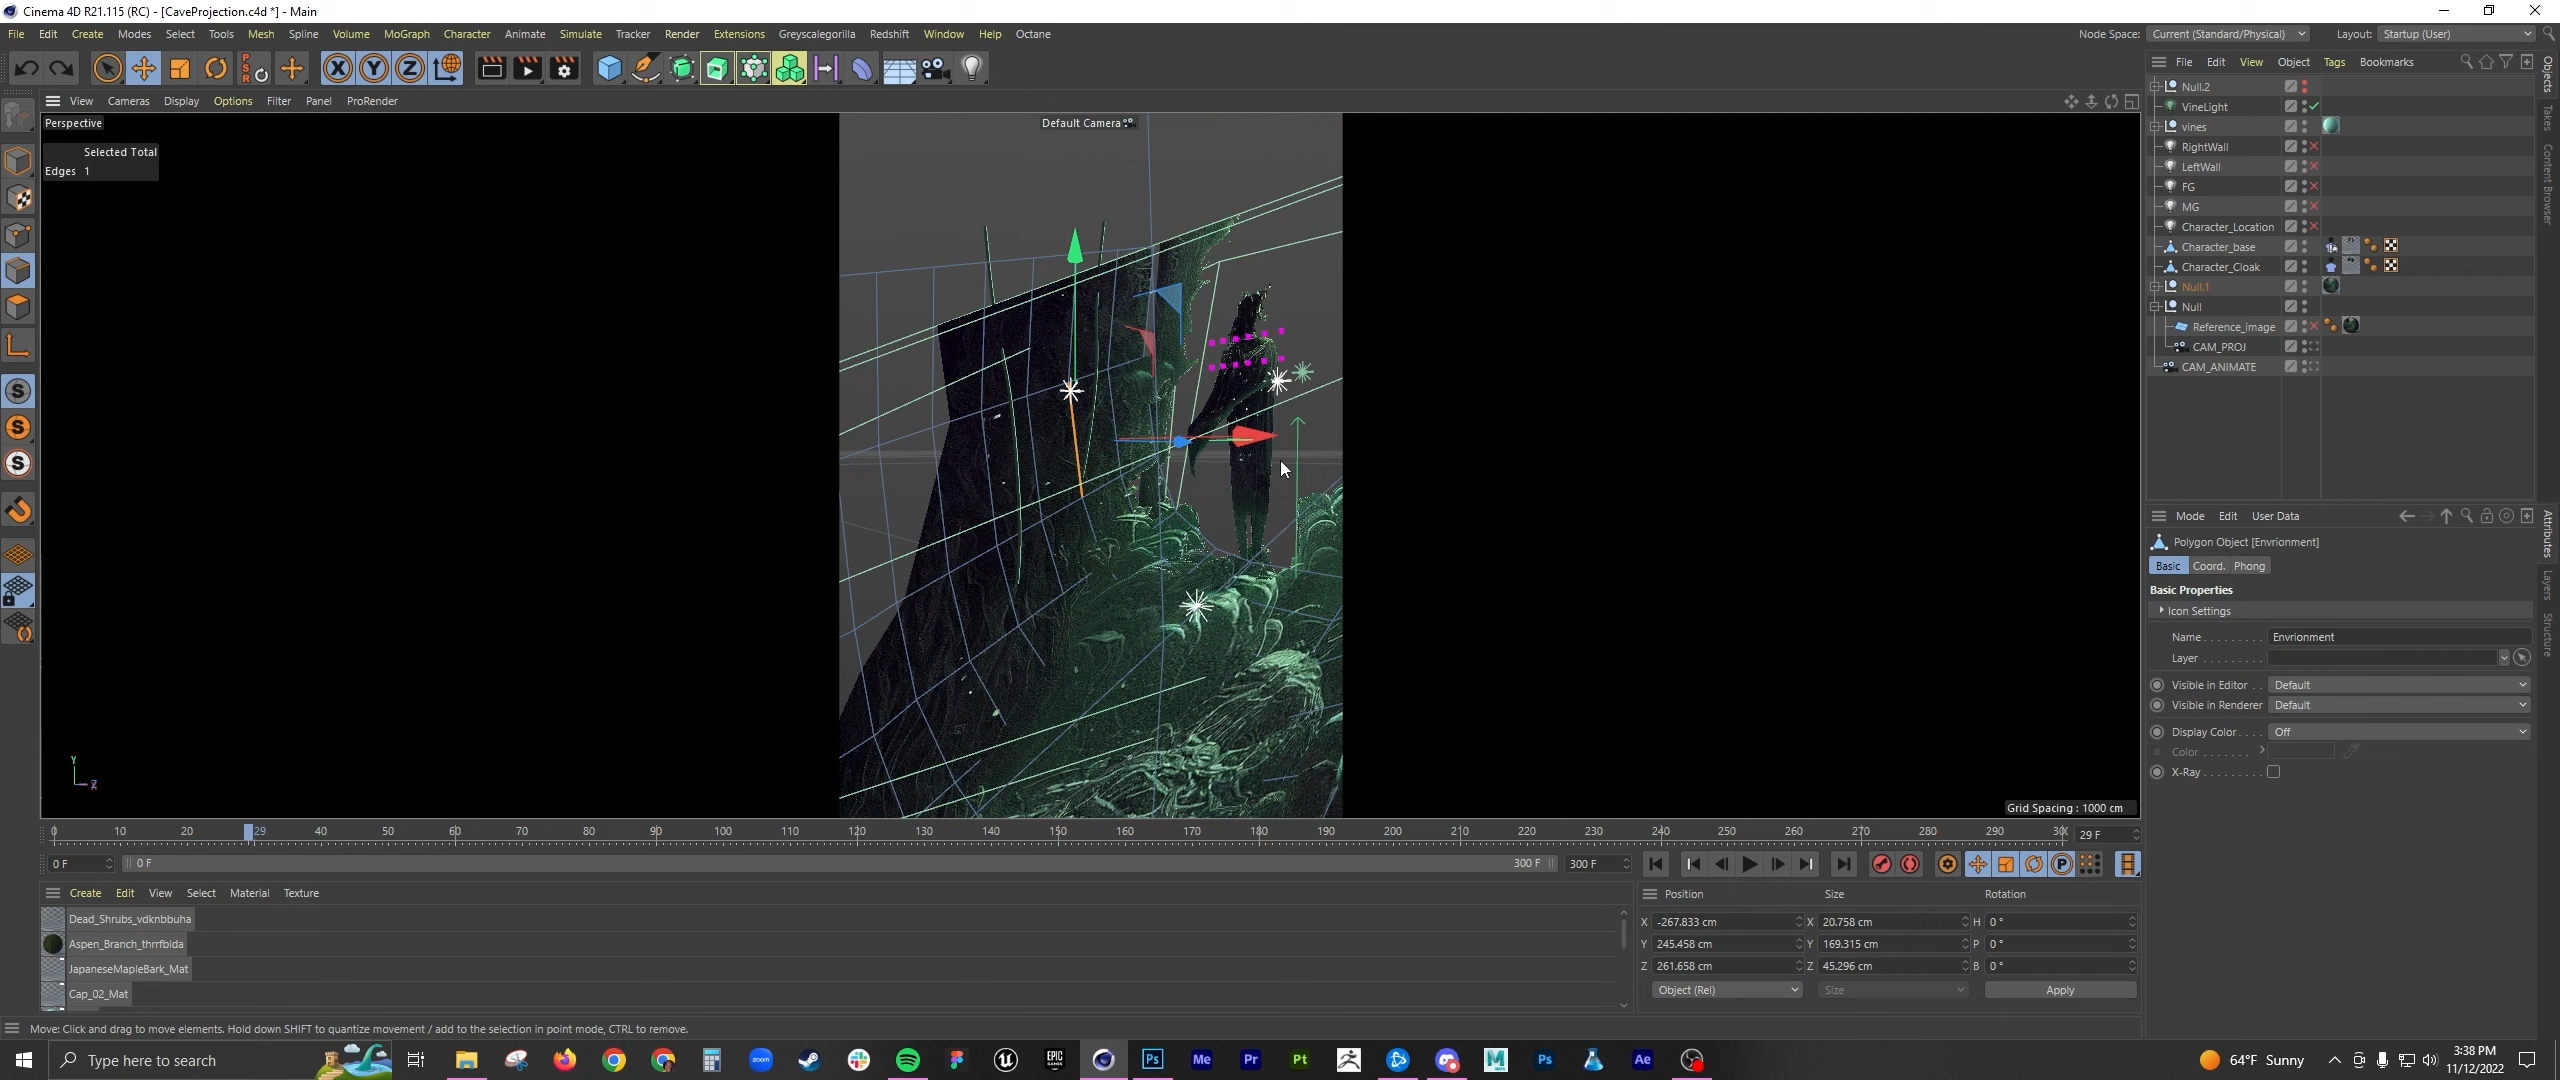 Cinema 4D R21.115 (RC) - [CaveProjection.c4d *] - Main
File Edit Create Modes Select Tools Mesh Spline Volume MoGraph Character Animate Simulate Tracker Render Extensions Greyscalegorilla Redshift Window Help Octane
Node Space: Current (Standard/Physical) Layout: Startup (User)
View Cameras Display Options Filter Panel ProRender
Perspective
Default Camera
Selected Total
Edges 1
Y
Z
Grid Spacing : 1000 cm
File Edit View Object Tags Bookmarks
Null.2
VineLight
vines
RightWall
LeftWall
FG
MG
Character_Location
Character_base
Character_Cloak
Null.1
Null
Reference_image
CAM_PROJ
CAM_ANIMATE
Objects
Takes
Content Browser
Mode Edit User Data
Polygon Object [Envrionment]
Basic Coord. Phong
Basic Properties
Icon Settings
Name Envrionment
Layer
Visible in Editor Default
Visible in Renderer Default
Display Color Off
Color
X-Ray
Attributes
Layers
Structure
0 10 20 29 40 50 60 70 80 90 100 110 120 130 140 150 160 170 180 190 200 210 220 230 240 250 260 270 280 290 30 29 F
0 F 0 F 300 F 300 F
Create Edit View Select Material Texture
Dead_Shrubs_vdknbbuha
Aspen_Branch_thrrfblda
JapaneseMapleBark_Mat
Cap_02_Mat
Position Size Rotation
X -267.833 cm X 20.758 cm H 0 °
Y 245.458 cm Y 169.315 cm P 0 °
Z 261.658 cm Z 45.296 cm B 0 °
Object (Rel) Size Apply
Move: Click and drag to move elements. Hold down SHIFT to quantize movement / add to the selection in point mode, CTRL to remove.
Type here to search
64°F Sunny
3:38 PM
11/12/2022